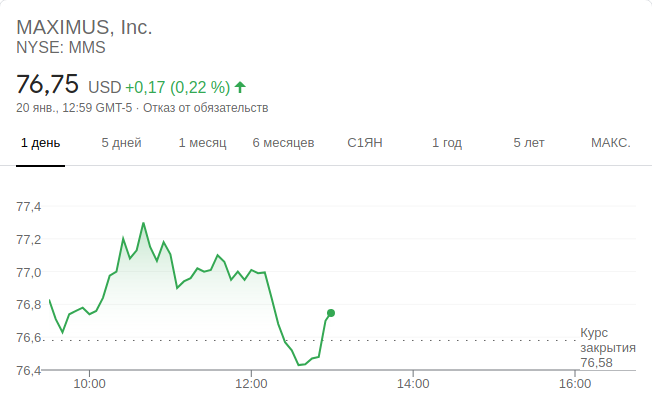 MAXIMUS, Inc.
NYSE: MMS
76,75 USD +0,17 (0,22 %)
20 янв., 12:59 GMT-5 · Отказ от обязательств
1 день 5 дней 1 месяц 6 месяцев С1ЯН 1 год 5 лет МАКС.
77,4
77,2
77,0
76,8
76,6
Курс
закрытия
76,58
76,4
10:00 12:00 14:00 16:00